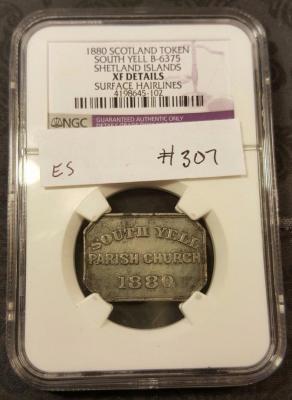 1880 SCOTLAND TOKEN
SOUTH YELL B-6375
SHETLAND ISLANDS
XF DETAILS
SURFACE HAIRLINES
4198645-102
NGC
GUARANTEED AUTHENTIC ONLY
ES #307
SOUTH YELL
PARISH CHURCH
1880